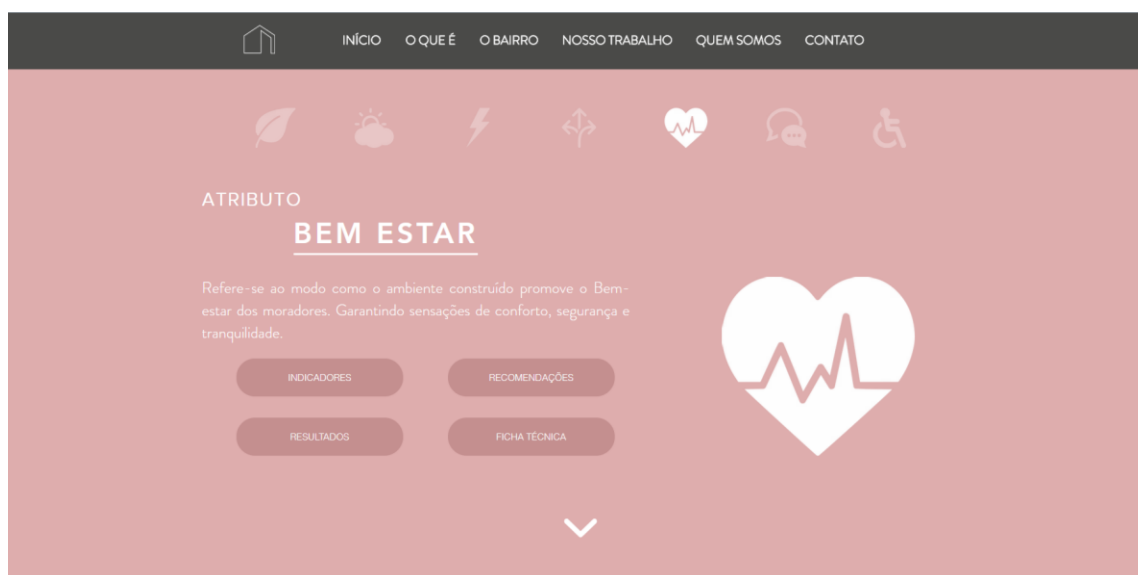 INÍCIO O QUE É O BAIRRO NOSSO TRABALHO QUEM SOMOS CONTATO
ATRIBUTO
BEM ESTAR
Refere-se ao modo como o ambiente construído promove o Bem-
estar dos moradores. Garantindo sensações de conforto, segurança e
tranquilidade.
INDICADORES RECOMENDAÇÕES
RESULTADOS FICHA TÉCNICA